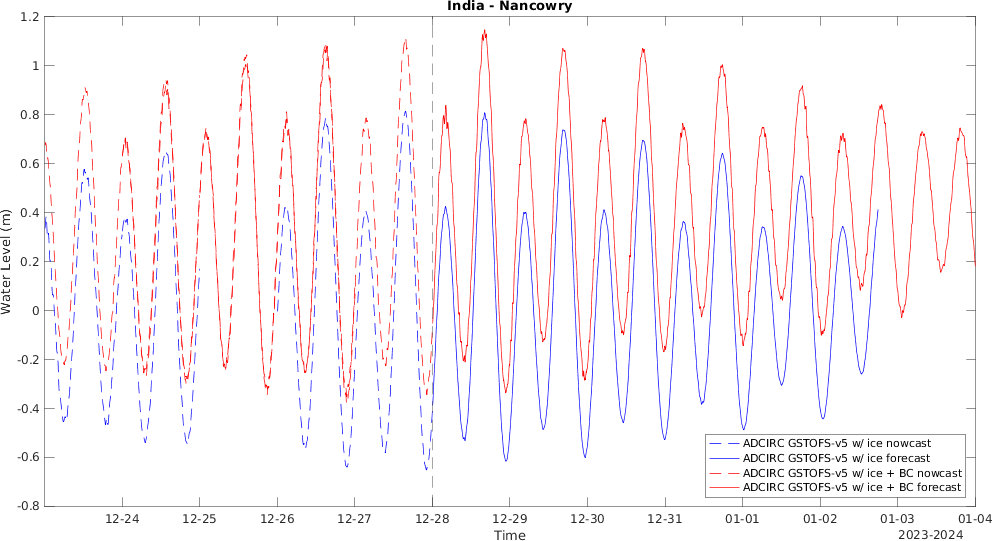 India - Nancowry
1.2
1
0.8
0.6
0.4
0.2
0
-0.2
-0.4
-0.6
-0.8
Water Level (m)
ADCIRC GSTOFS-v5 w/ ice nowcast
ADCIRC GSTOFS-v5 w/ ice forecast
ADCIRC GSTOFS-v5 w/ ice + BC nowcast
ADCIRC GSTOFS-v5 w/ ice + BC forecast
12-24 12-25 12-26 12-27 12-28 12-29 12-30 12-31 01-01 01-02 01-03 01-04
Time
2023-2024